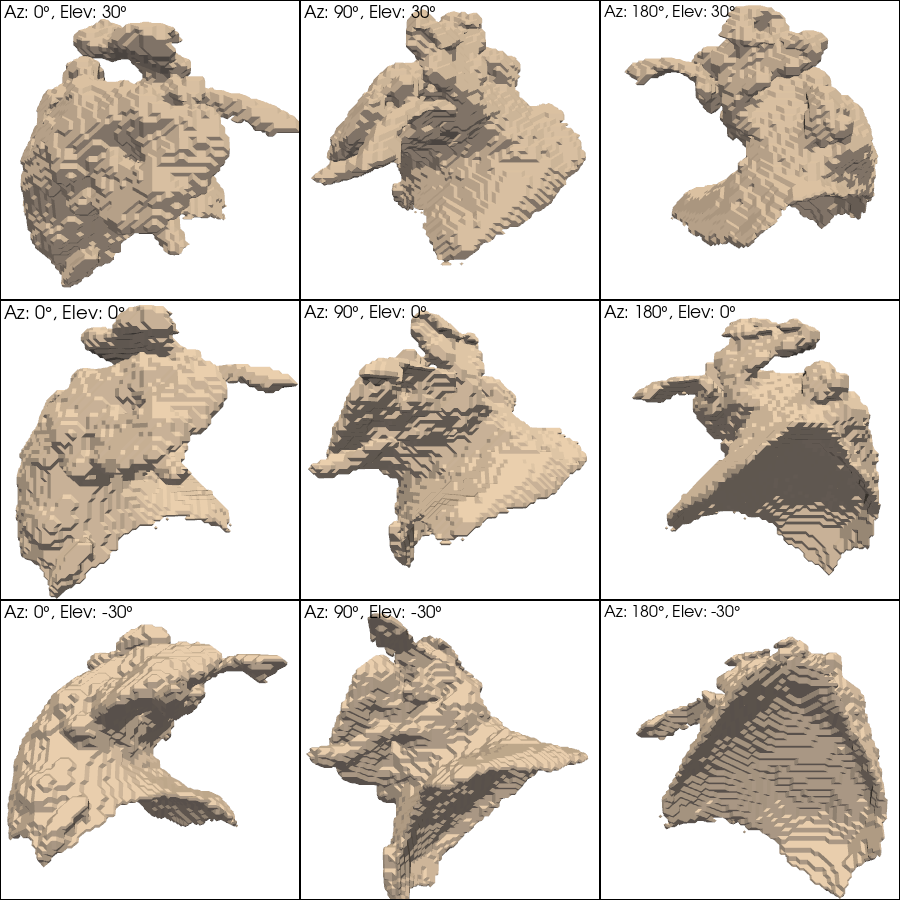 Az: 0°, Elev: 30°
Az: 90°, Elev: 30°
Az: 180°, Elev: 30°
Az: 0°, Elev: 0°
Az: 90°, Elev: 0°
Az: 180°, Elev: 0°
Az: 0°, Elev: -30°
Az: 90°, Elev: -30°
Az: 180°, Elev: -30°